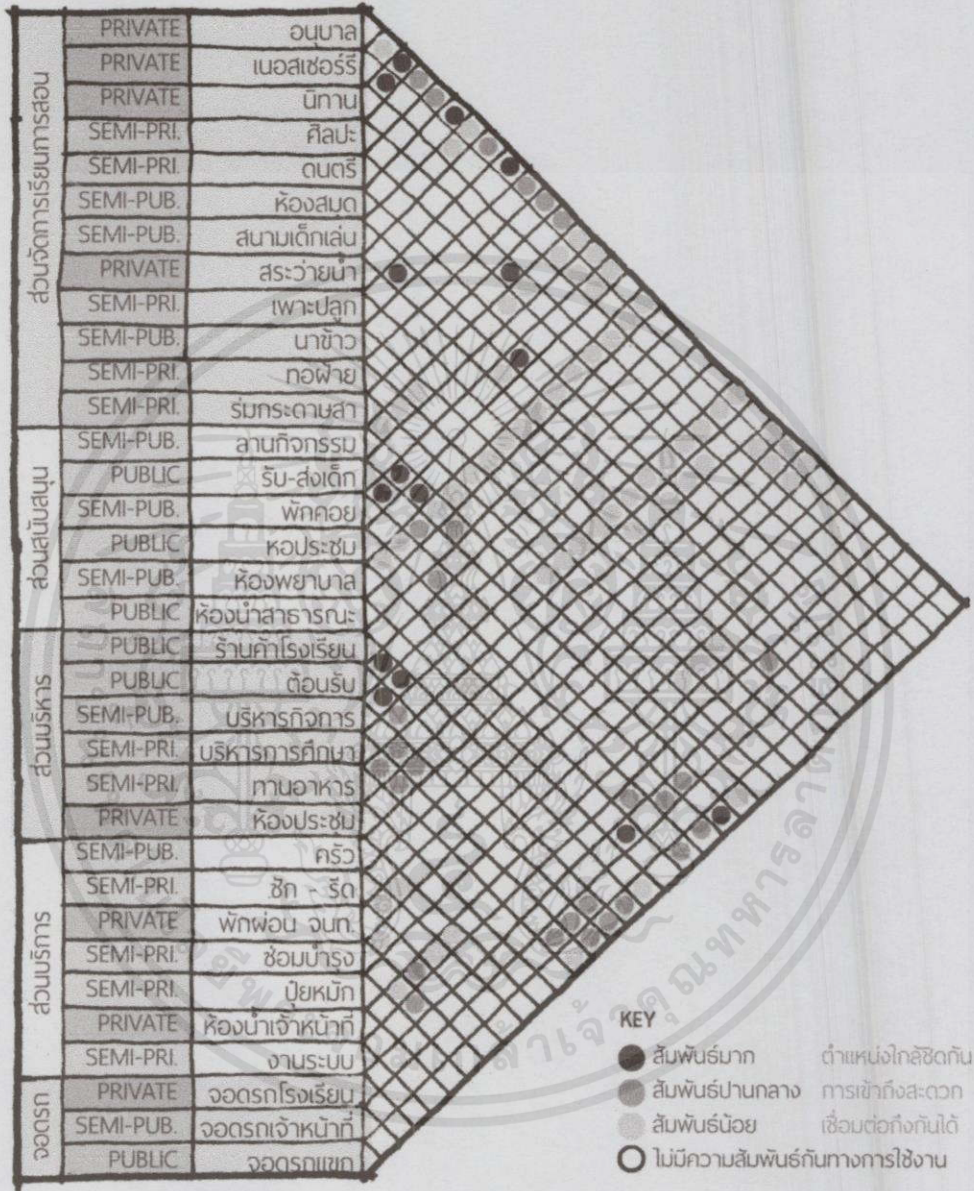 ส่วนจัดการเรียนการสอน
PRIVATE อนุบาล
PRIVATE เนอสเซอร์รี่
PRIVATE นิทาน
SEMI-PRI. ศิลปะ
SEMI-PRI. ดนตรี
SEMI-PUB. ห้องสมุด
SEMI-PUB. สนามเด็กเล่น
PRIVATE สระว่ายน้ำ
SEMI-PRI. เพาะปลูก
SEMI-PUB. นาข้าว
SEMI-PRI. ทอฝ้าย
SEMI-PRI. ร่มกระดาษสา
ส่วนสนับสนุน
SEMI-PUB. ลานกิจกรรม
PUBLIC รับ-ส่งเด็ก
SEMI-PUB. พักคอย
PUBLIC หอประชุม
SEMI-PUB. ห้องพยาบาล
PUBLIC ห้องน้ำสาธารณะ
ส่วนบริหาร
PUBLIC ร้านค้าโรงเรียน
PUBLIC ต้อนรับ
SEMI-PUB. บริหารกิจการ
SEMI-PRI. บริหารการศึกษา
SEMI-PRI. ทานอาหาร
PRIVATE ห้องประชุม
ส่วนบริการ
SEMI-PUB. ครัว
SEMI-PRI. ซัก - รีด
PRIVATE พักผ่อน จนท.
SEMI-PRI. ซ่อมบำรุง
SEMI-PRI. ปุ๋ยหมัก
PRIVATE ห้องน้ำเจ้าหน้าที่
SEMI-PRI. งานระบบ
จอดรถ
PRIVATE จอดรถโรงเรียน
SEMI-PUB. จอดรถเจ้าหน้าที่
PUBLIC จอดรถแขก
KEY
สัมพันธ์มาก ตำแหน่งใกล้ชิดกัน
สัมพันธ์ปานกลาง การเข้าถึงสะดวก
สัมพันธ์น้อย เชื่อมต่อถึงกันได้
ไม่มีความสัมพันธ์กันทางการใช้งาน